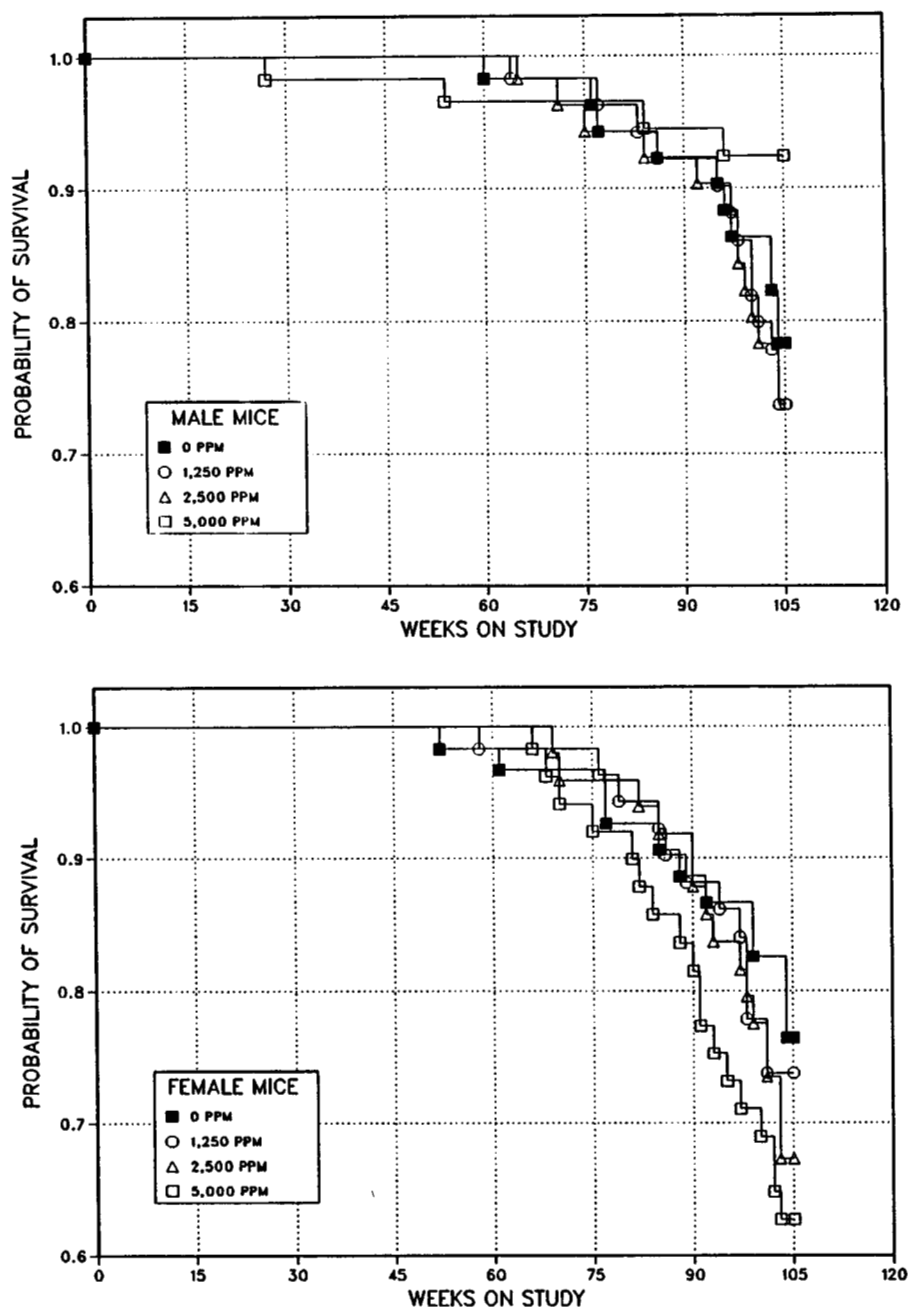 1.0
0.9
0.8
0.7
0.6
PROBABILITY OF SURVIVAL
MALE MICE
0 PPM
1,250 PPM
2,500 PPM
5,000 PPM
0 15 30 45 60 75 90 105 120
WEEKS ON STUDY
1.0
0.9
0.8
0.7
0.6
PROBABILITY OF SURVIVAL
FEMALE MICE
0 PPM
1,250 PPM
2,500 PPM
5,000 PPM
0 15 30 45 60 75 90 105 120
WEEKS ON STUDY